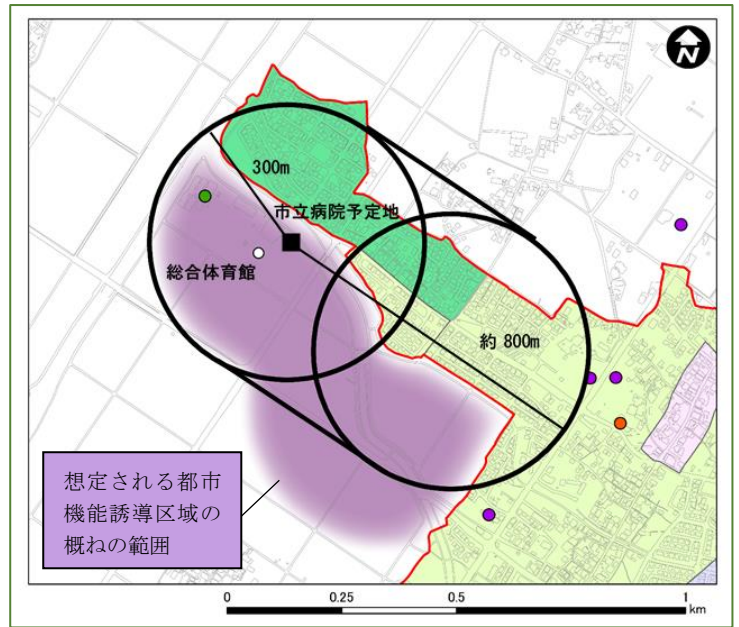 N
300m
市立病院予定地
総合体育館
約 800m
想定される都市
機能誘導区域の
概ねの範囲
0 0.25 0.5 1
km